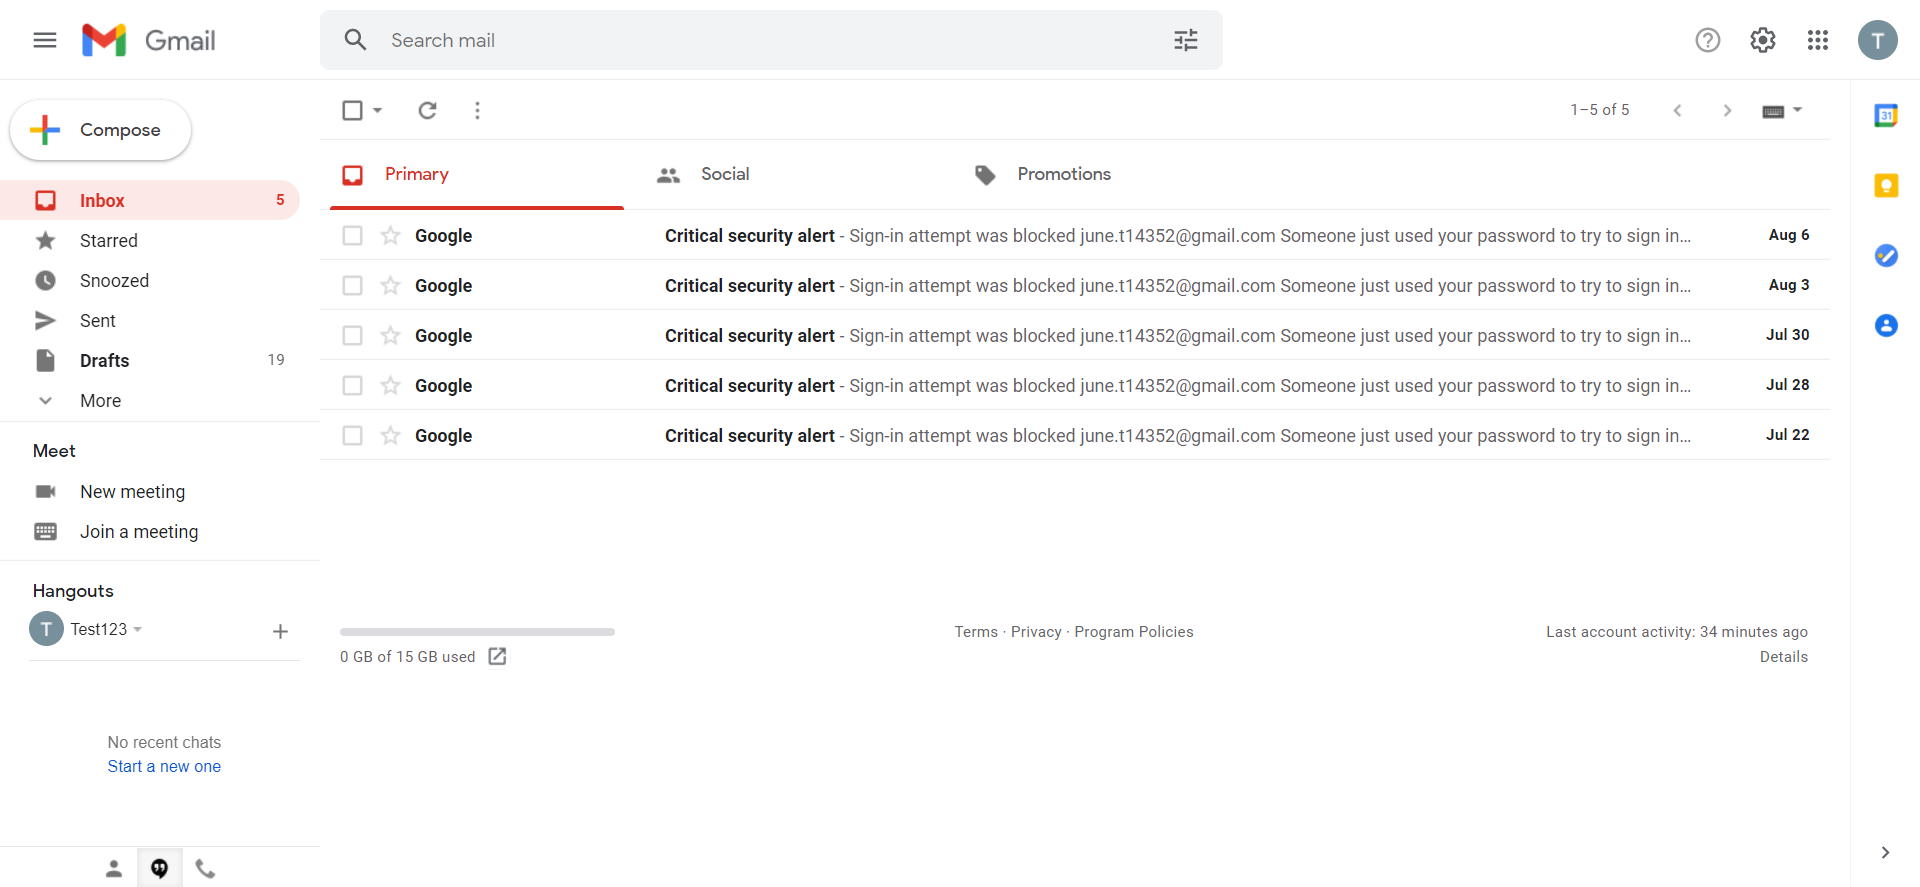 Gmail
Search mail
T
Compose
1–5 of 5
31
Primary
Social
Promotions
Inbox 5
Starred
Snoozed
Sent
Drafts 19
More
Google Critical security alert - Sign-in attempt was blocked june.t14352@gmail.com Someone just used your password to try to sign in... Aug 6
Google Critical security alert - Sign-in attempt was blocked june.t14352@gmail.com Someone just used your password to try to sign in... Aug 3
Google Critical security alert - Sign-in attempt was blocked june.t14352@gmail.com Someone just used your password to try to sign in... Jul 30
Google Critical security alert - Sign-in attempt was blocked june.t14352@gmail.com Someone just used your password to try to sign in... Jul 28
Google Critical security alert - Sign-in attempt was blocked june.t14352@gmail.com Someone just used your password to try to sign in... Jul 22
Meet
New meeting
Join a meeting
Hangouts
T Test123
No recent chats
Start a new one
0 GB of 15 GB used
Terms · Privacy · Program Policies
Last account activity: 34 minutes ago
Details